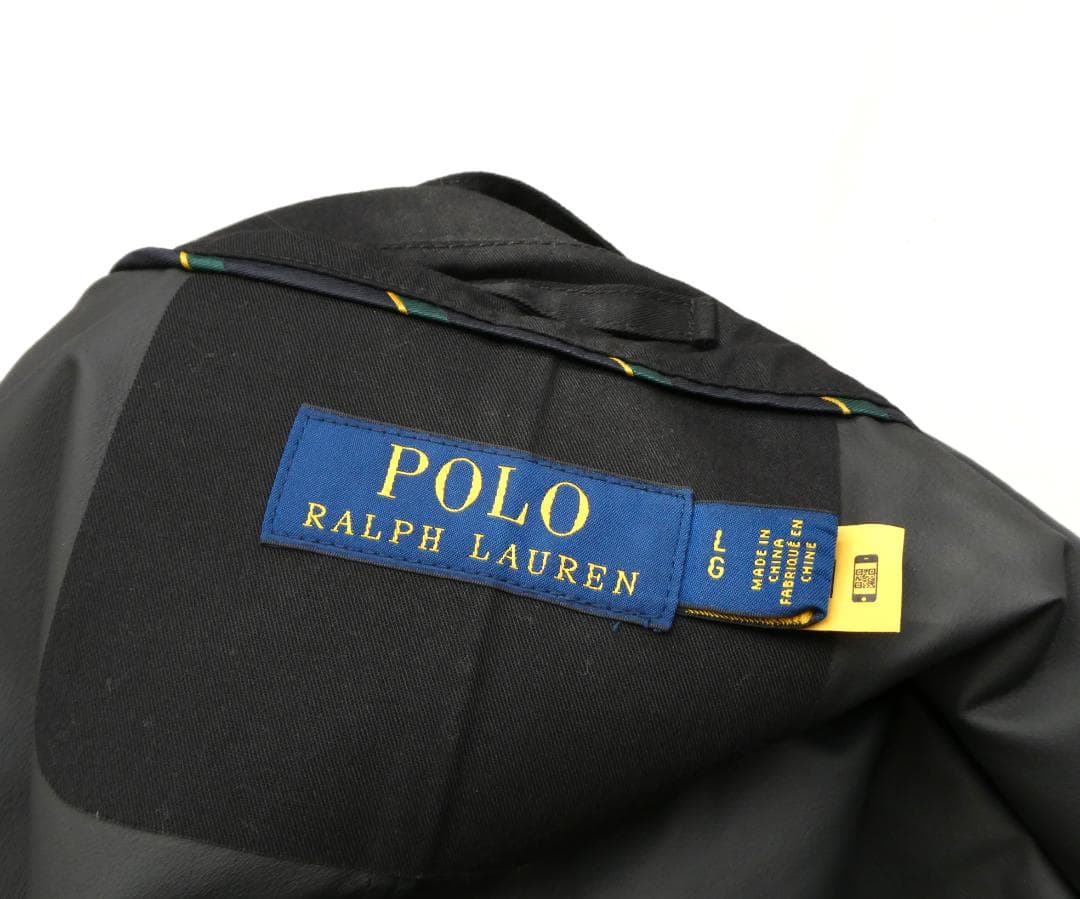 POLO
RALPH LAUREN
L
G
MADE IN
CHINA
FABRIQUÉ EN
CHINE